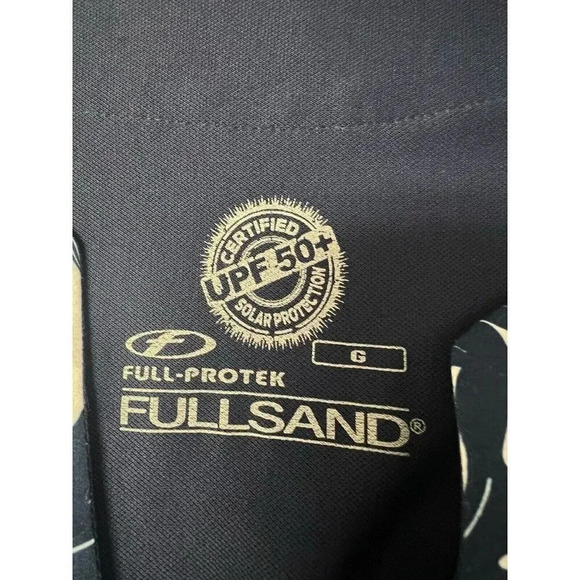 CERTIFIED
UPF 50+
SOLAR PROTECTION
G
FULL-PROTEK
FULLSAND®